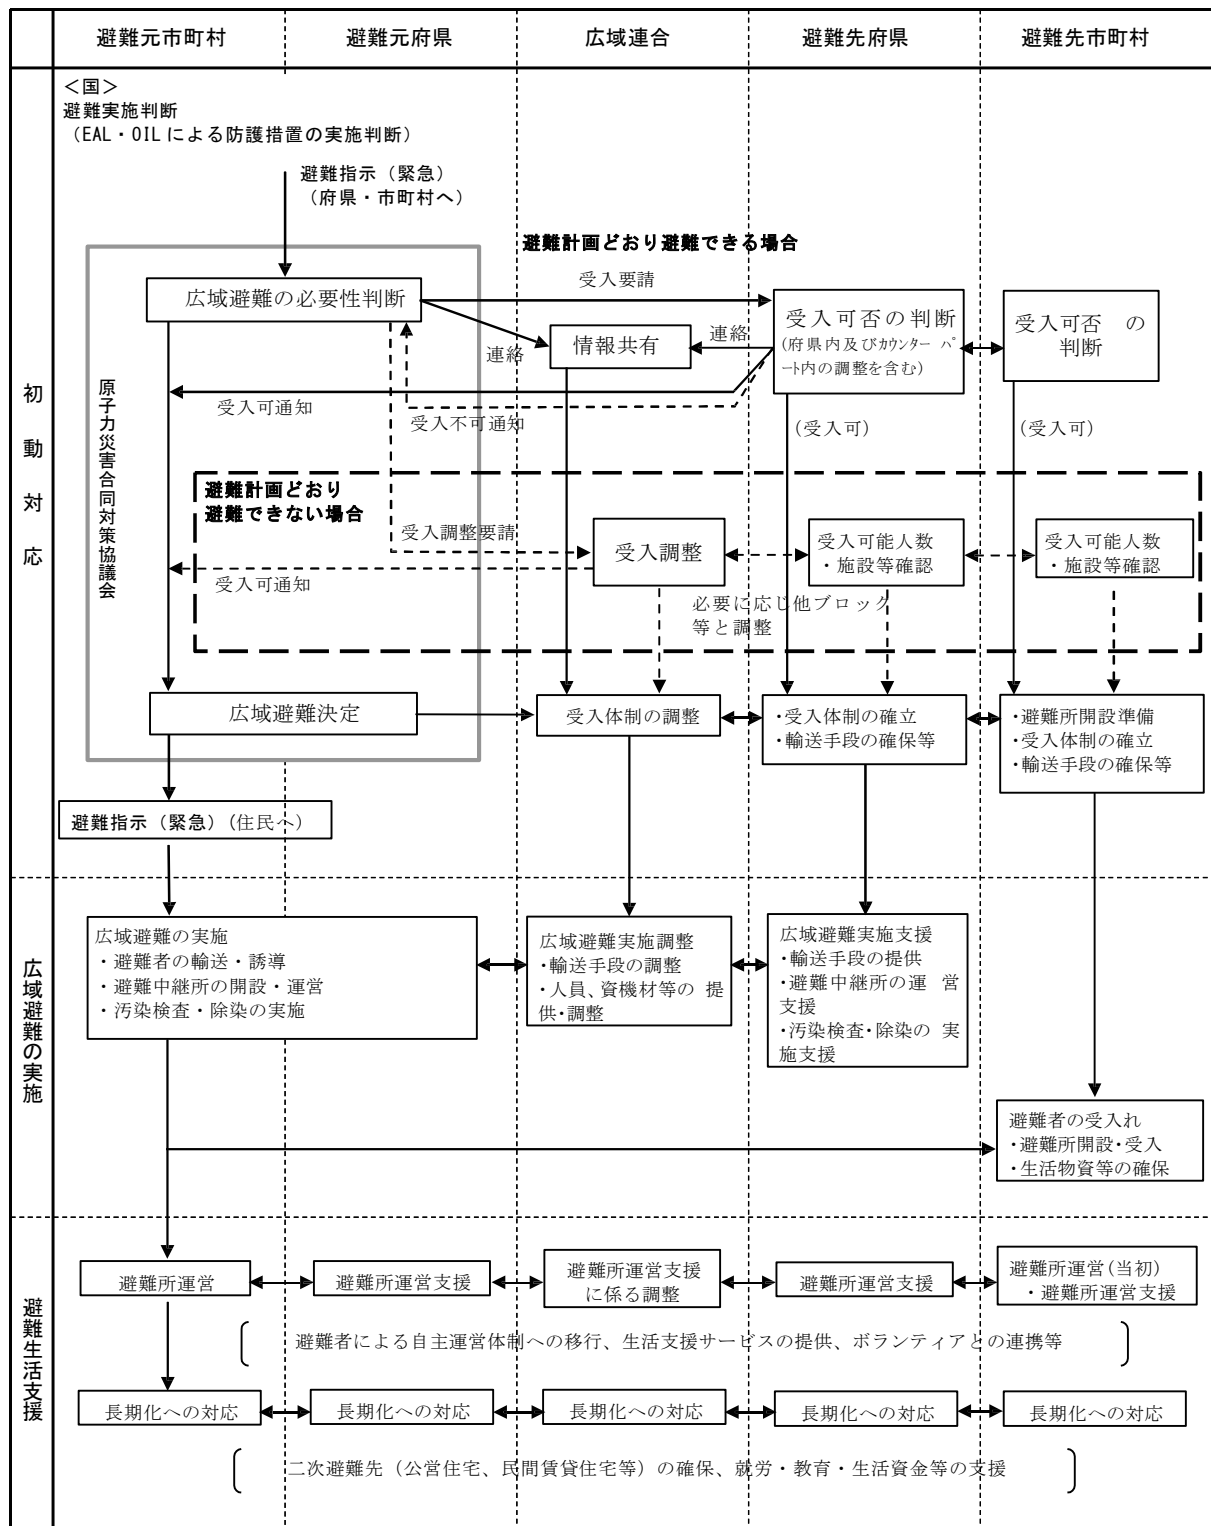 避難元市町村
避難元府県
広域連合
避難先府県
避難先市町村
初動対応
＜国＞
避難実施判断
（EAL・OILによる防護措置の実施判断）
避難指示（緊急）
（府県・市町村へ）
避難計画どおり避難できる場合
原子力災害合同対策協議会
広域避難の必要性判断
受入要請
連絡
情報共有
連絡
受入可否の判断
(府県内及びカウンター パ
ート内の調整を含む)
受入可否 の
判断
受入可通知
受入不可通知
(受入可)
(受入可)
避難計画どおり
避難できない場合
受入調整要請
受入調整
受入可能人数
・施設等確認
受入可能人数
・施設等確認
受入可通知
必要に応じ他ブロック
等と調整
広域避難決定
受入体制の調整
・受入体制の確立
・輸送手段の確保等
・避難所開設準備
・受入体制の確立
・輸送手段の確保等
避難指示（緊急）(住民へ)
広域避難の実施
広域避難の実施
・避難者の輸送・誘導
・避難中継所の開設・運営
・汚染検査・除染の実施
広域避難実施調整
・輸送手段の調整
・人員、資機材等の 提
供・調整
広域避難実施支援
・輸送手段の提供
・避難中継所の運 営
支援
・汚染検査・除染の 実
施支援
避難者の受入れ
・避難所開設・受入
・生活物資等の確保
避難生活支援
避難所運営
避難所運営支援
避難所運営支援
に係る調整
避難所運営支援
避難所運営(当初)
・避難所運営支援
避難者による自主運営体制への移行、生活支援サービスの提供、ボランティアとの連携等
長期化への対応
長期化への対応
長期化への対応
長期化への対応
長期化への対応
二次避難先（公営住宅、民間賃貸住宅等）の確保、就労・教育・生活資金等の支援